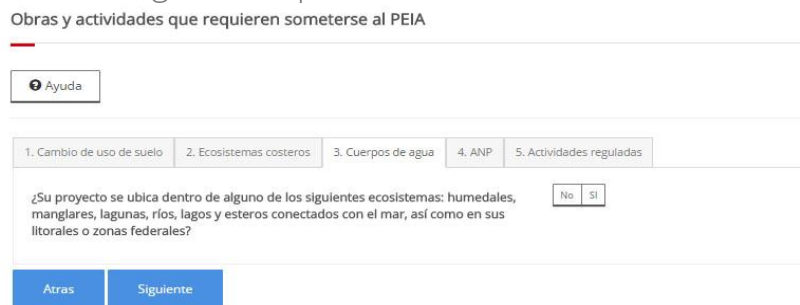 Obras y actividades que requieren someterse al PEIA
Ayuda
1. Cambio de uso de suelo 2. Ecosistemas costeros 3. Cuerpos de agua 4. ANP 5. Actividades reguladas
¿Su proyecto se ubica dentro de alguno de los siguientes ecosistemas: humedales, No SI
manglares, lagunas, ríos, lagos y esteros conectados con el mar, así como en sus
litorales o zonas federales?
Atras Siguiente